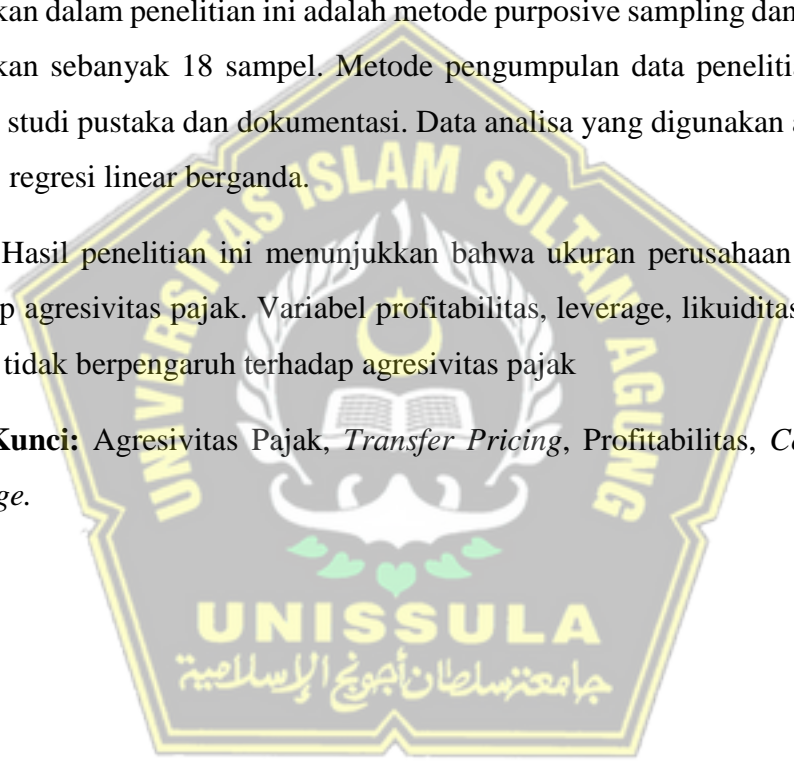 kan dalam penelitian ini adalah metode purposive sampling dan
kan sebanyak 18 sampel. Metode pengumpulan data peneliti
studi pustaka dan dokumentasi. Data analisa yang digunakan a
regresi linear berganda.
Hasil penelitian ini menunjukkan bahwa ukuran perusahaan
p agresivitas pajak. Variabel profitabilitas, leverage, likuiditas
tidak berpengaruh terhadap agresivitas pajak
Kunci: Agresivitas Pajak, Transfer Pricing, Profitabilitas, C
ge.
UNIVERSITAS ISLAM SULTAN AGUNG
UNISSULA
جامعة سلطان أجونج الإسلامية